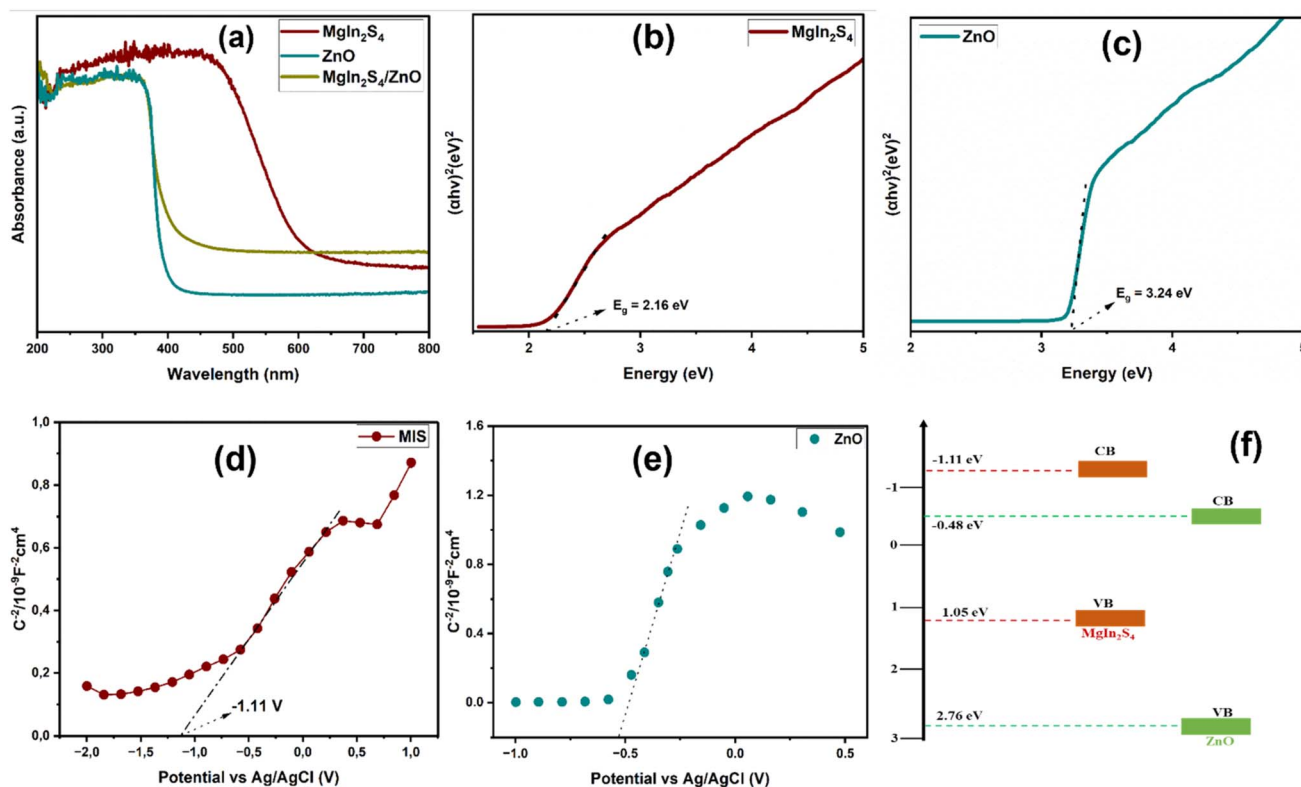 (a)
MgIn₂S₄
ZnO
MgIn₂S₄/ZnO
Absorbance (a.u.)
200 300 400 500 600 700 800
Wavelength (nm)
(b)
MgIn₂S₄
(αhv)²(eV)²
E_g = 2.16 eV
2 3 4 5
Energy (eV)
(c)
ZnO
(αhv)²(eV)²
E_g = 3.24 eV
2 3 4 5
Energy (eV)
(d)
MIS
C⁻²/10⁻⁹F⁻²cm⁴
1,0
0,8
0,6
0,4
0,2
0,0
-1.11 V
-2,0 -1,5 -1,0 -0,5 0,0 0,5 1,0
Potential vs Ag/AgCl (V)
(e)
ZnO
C⁻²/10⁻⁹F⁻²cm⁴
1.6
1.2
0.8
0.4
0.0
-1.0 -0.5 0.0 0.5
Potential vs Ag/AgCl (V)
(f)
-1.11 eV
CB
-1
CB
-0.48 eV
0
1
1.05 eV
VB
MgIn₂S₄
2
2.76 eV
VB
ZnO
3